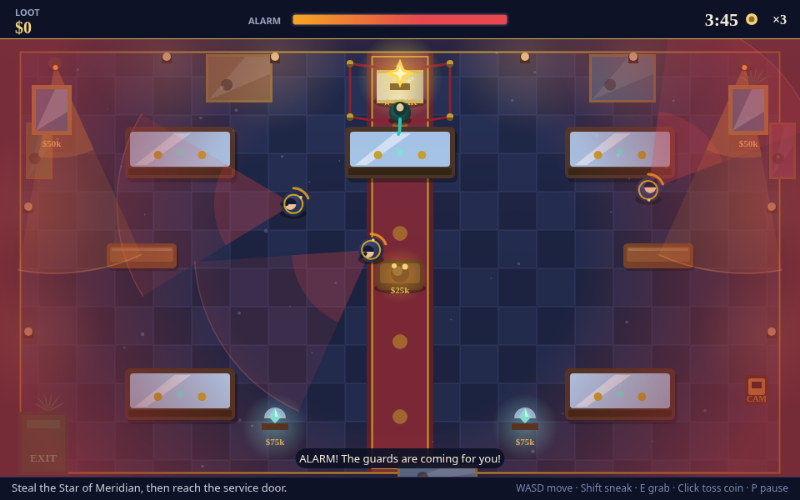 LOOT
$0
ALARM
3:45
×3
$50k
$50k
$25k
CAM
$75k
$75k
EXIT
ALARM! The guards are coming for you!
Steal the Star of Meridian, then reach the service door.
WASD move · Shift sneak · E grab · Click toss coin · P pause